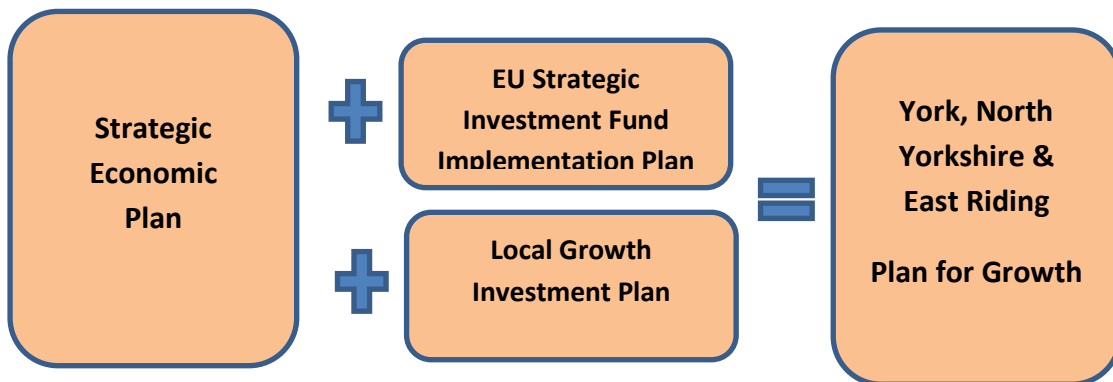 Strategic
Economic
Plan
EU Strategic
Investment Fund
Implementation Plan
Local Growth
Investment Plan
York, North
Yorkshire &
East Riding
Plan for Growth